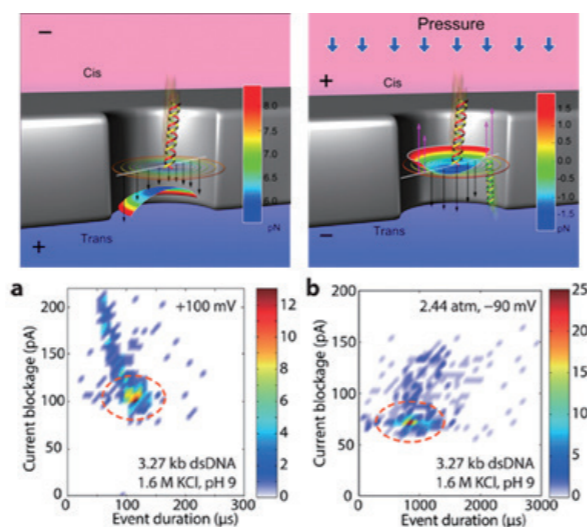 −
Cis
+
Trans
8.0
7.5
7.0
6.5
6.0
pN
Pressure
+
Cis
−
Trans
1.5
1.0
0.5
0.0
-0.5
-1.0
-1.5
pN
a
+100 mV
Current blockage (pA)
200
150
100
50
0
0
100
200
300
Event duration (µs)
3.27 kb dsDNA
1.6 M KCl, pH 9
12
10
8
6
4
2
0
b
2.44 atm, −90 mV
Current blockage (pA)
200
150
100
50
0
0
1000
2000
3000
Event duration (µs)
3.27 kb dsDNA
1.6 M KCl, pH 9
25
20
15
10
5
0